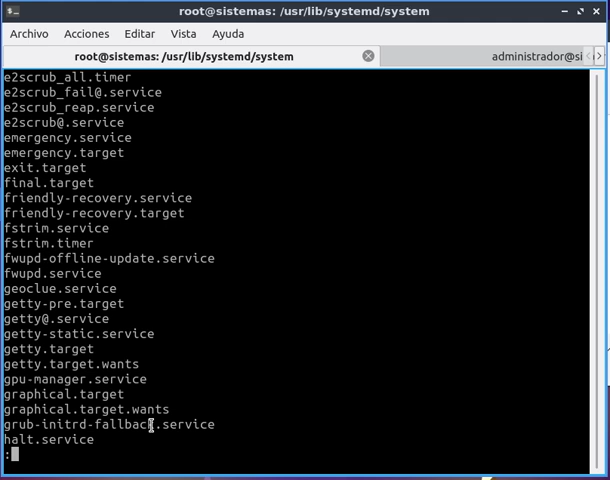 root@sistemas: /usr/lib/systemd/system
Archivo Acciones Editar Vista Ayuda
root@sistemas: /usr/lib/systemd/system administrador@si
e2scrub_all.timer
e2scrub_fail@.service
e2scrub_reap.service
e2scrub@.service
emergency.service
emergency.target
exit.target
final.target
friendly-recovery.service
friendly-recovery.target
fstrim.service
fstrim.timer
fwupd-offline-update.service
fwupd.service
geoclue.service
getty-pre.target
getty@.service
getty-static.service
getty.target
getty.target.wants
gpu-manager.service
graphical.target
graphical.target.wants
grub-initrd-fallback.service
halt.service
: